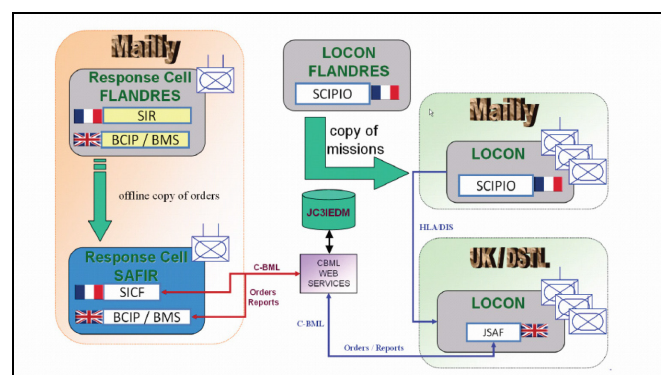 Mailly
Response Cell
FLANDRES
SIR
BCIP / BMS
offline copy of orders
Response Cell
SAFIR
SICF
BCIP / BMS
LOCON
FLANDRES
SCIPIO
copy of
missions
JC3IEDM
CBML
WEB
SERVICES
C-BML
Orders
Reports
C-BML
Orders / Reports
Mailly
LOCON
SCIPIO
HLA/DIS
UK/DSTL
LOCON
JSAF